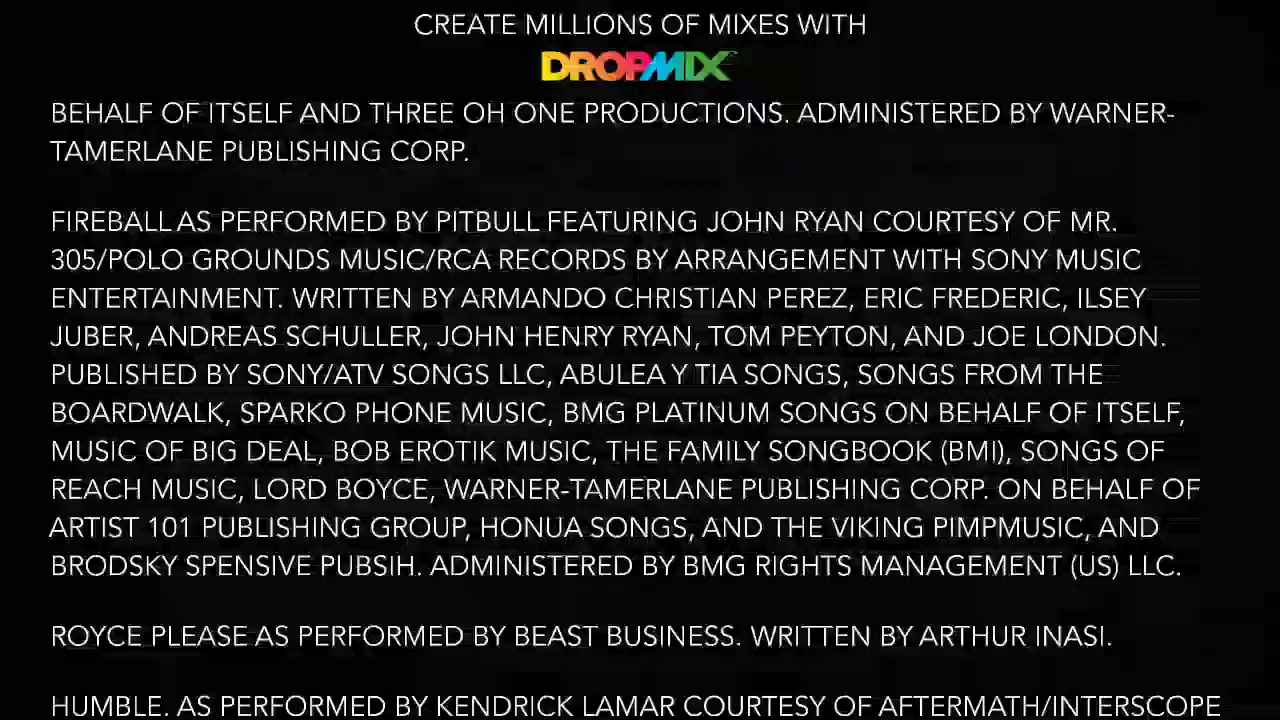 CREATE MILLIONS OF MIXES WITH
DROPMIX
BEHALF OF ITSELF AND THREE OH ONE PRODUCTIONS. ADMINISTERED BY WARNER-
TAMERLANE PUBLISHING CORP.
FIREBALL AS PERFORMED BY PITBULL FEATURING JOHN RYAN COURTESY OF MR.
305/POLO GROUNDS MUSIC/RCA RECORDS BY ARRANGEMENT WITH SONY MUSIC
ENTERTAINMENT. WRITTEN BY ARMANDO CHRISTIAN PEREZ, ERIC FREDERIC, ILSEY
JUBER, ANDREAS SCHULLER, JOHN HENRY RYAN, TOM PEYTON, AND JOE LONDON.
PUBLISHED BY SONY/ATV SONGS LLC, ABULEA Y TIA SONGS, SONGS FROM THE
BOARDWALK, SPARKO PHONE MUSIC, BMG PLATINUM SONGS ON BEHALF OF ITSELF,
MUSIC OF BIG DEAL, BOB EROTIK MUSIC, THE FAMILY SONGBOOK (BMI), SONGS OF
REACH MUSIC, LORD BOYCE, WARNER-TAMERLANE PUBLISHING CORP. ON BEHALF OF
ARTIST 101 PUBLISHING GROUP, HONUA SONGS, AND THE VIKING PIMPMUSIC, AND
BRODSKY SPENSIVE PUBSIH. ADMINISTERED BY BMG RIGHTS MANAGEMENT (US) LLC.
ROYCE PLEASE AS PERFORMED BY BEAST BUSINESS. WRITTEN BY ARTHUR INASI.
HUMBLE. AS PERFORMED BY KENDRICK LAMAR COURTESY OF AFTERMATH/INTERSCOPE